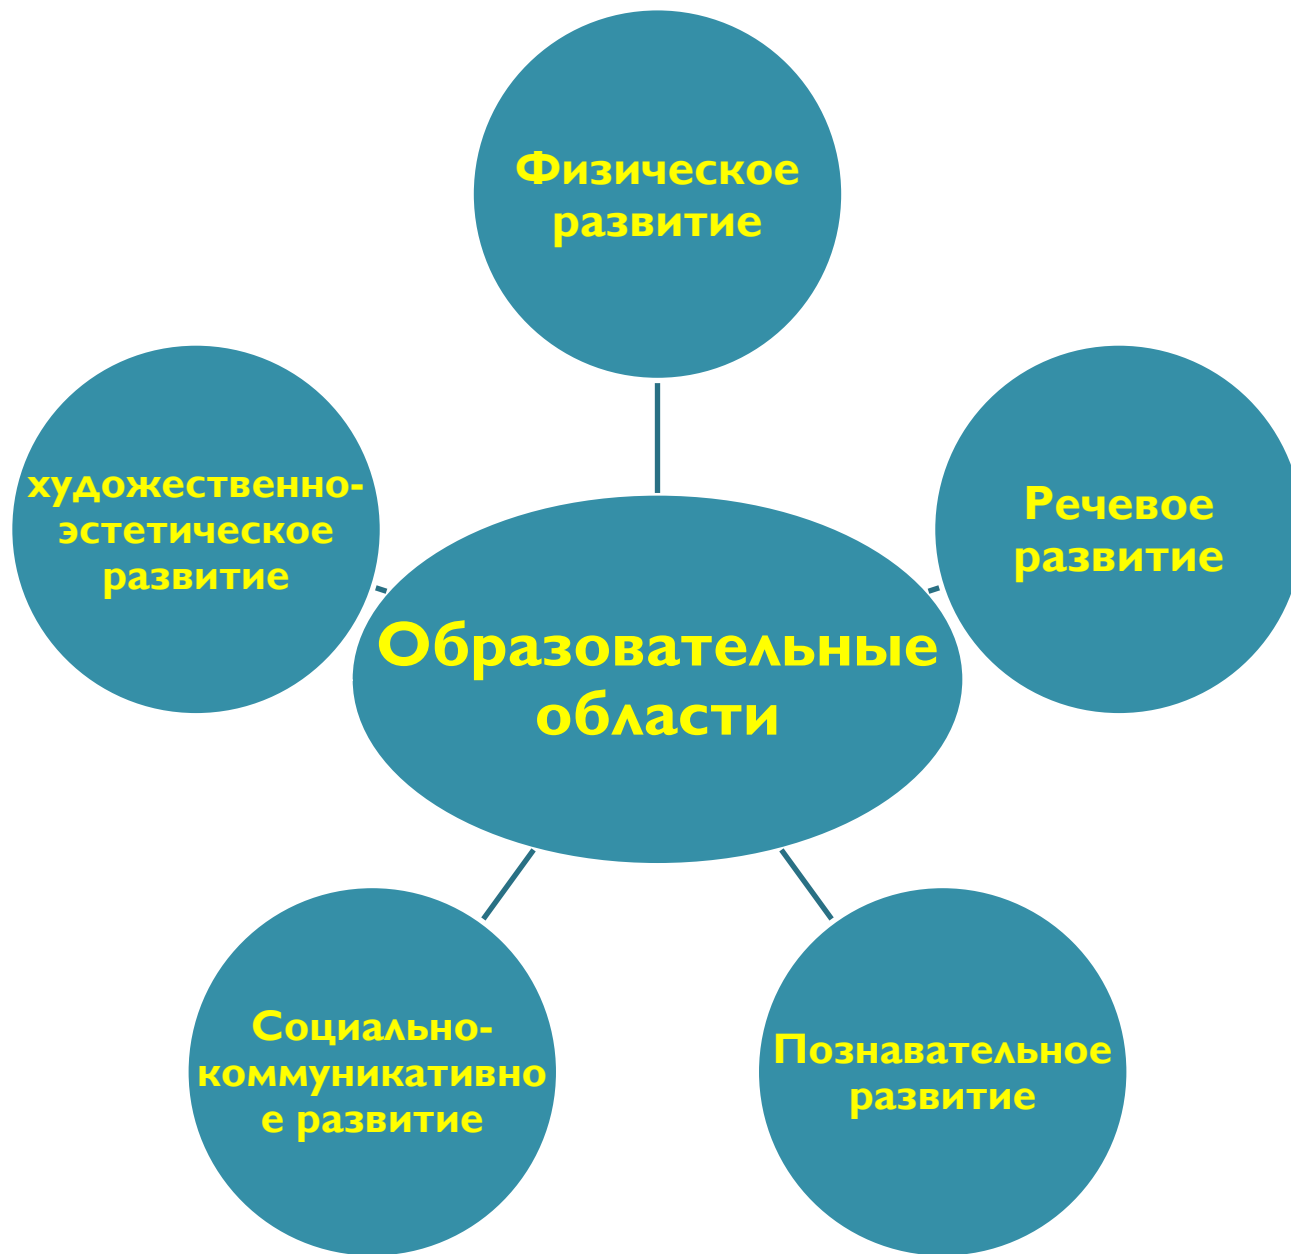 Физическое
развитие
художественно-
эстетическое
развитие
Речевое
развитие
Образовательные
области
Социально-
коммуникативно
е развитие
Познавательное
развитие